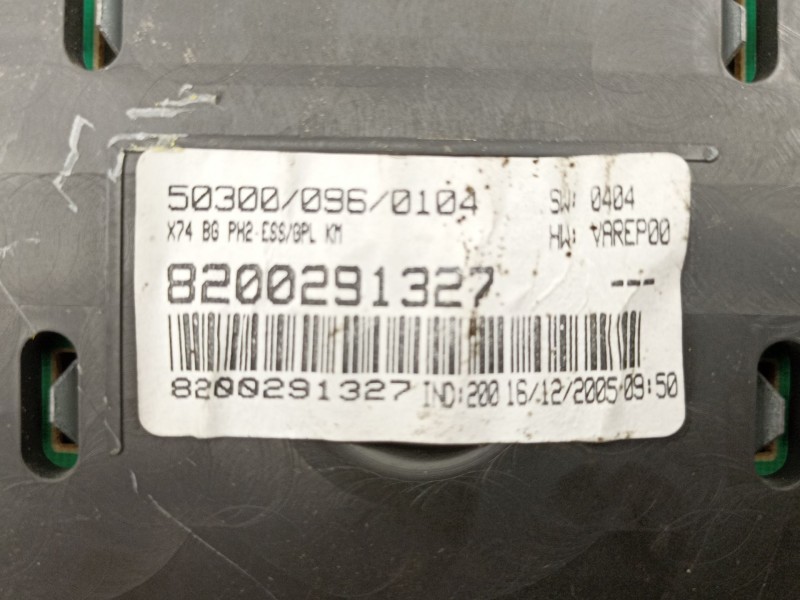 50300/096/0104
SW: 0404
X74 BG PH2-ESS/GPL KM
HW: VAREP00
8200291327 ---
8200291327 IND:200 16/12/2005 09:50